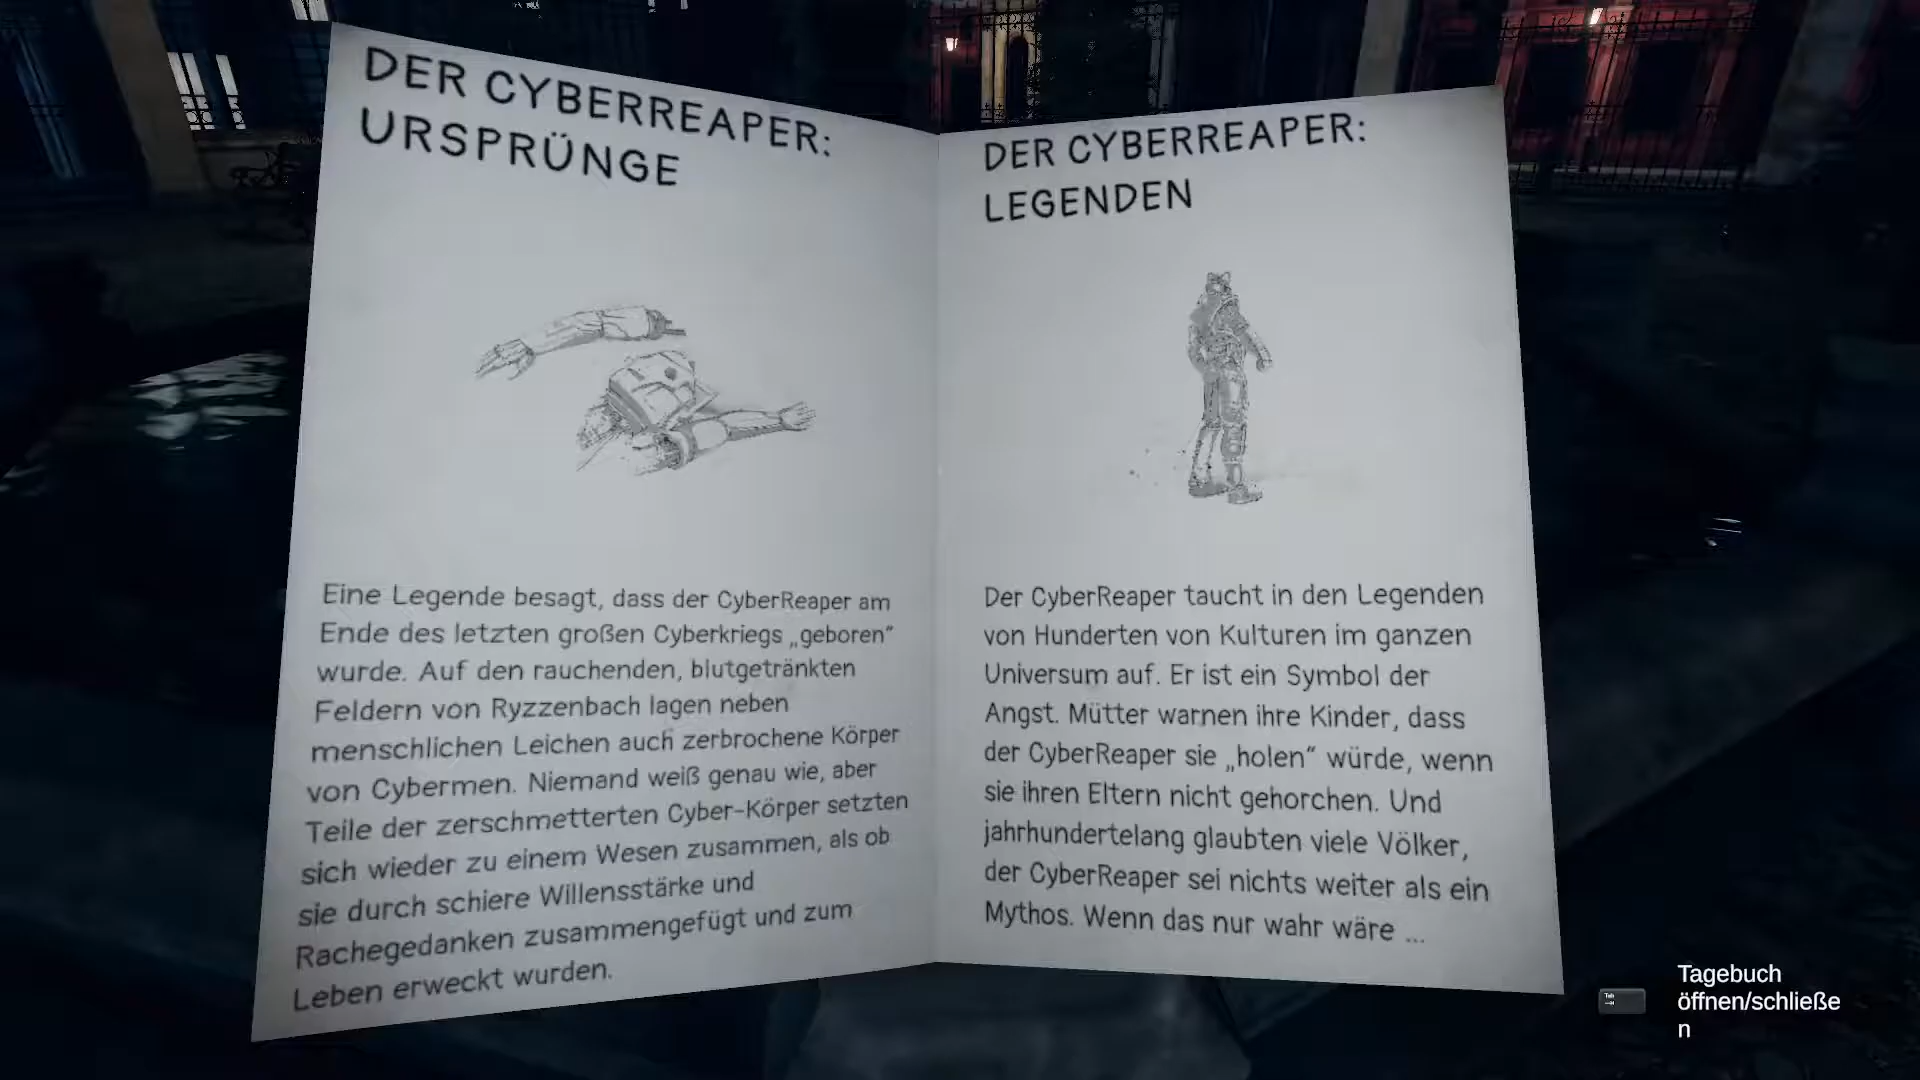 DER CYBERREAPER:
URSPRÜNGE
Eine Legende besagt, dass der CyberReaper am
Ende des letzten großen Cyberkriegs „geboren“
wurde. Auf den rauchenden, blutgetränkten
Feldern von Ryzzenbach lagen neben
menschlichen Leichen auch zerbrochene Körper
von Cybermen. Niemand weiß genau wie, aber
Teile der zerschmetterten Cyber-Körper setzten
sich wieder zu einem Wesen zusammen, als ob
sie durch schiere Willensstärke und
Rachegedanken zusammengefügt und zum
Leben erweckt wurden.
DER CYBERREAPER:
LEGENDEN
Der CyberReaper taucht in den Legenden
von Hunderten von Kulturen im ganzen
Universum auf. Er ist ein Symbol der
Angst. Mütter warnen ihre Kinder, dass
der CyberReaper sie „holen“ würde, wenn
sie ihren Eltern nicht gehorchen. Und
jahrhundertelang glaubten viele Völker,
der CyberReaper sei nichts weiter als ein
Mythos. Wenn das nur wahr wäre ...
Tab
Tagebuch
öffnen/schließe
n